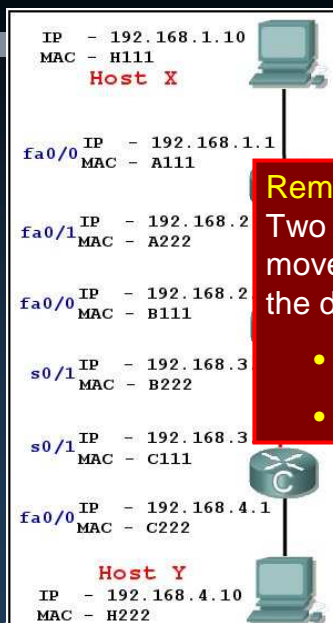 IP - 192.168.1.10
MAC - H111
Host X
fa0/0 IP - 192.168.1.1
MAC - A111
fa0/1 IP - 192.168.2
MAC - A222
fa0/0 IP - 192.168.2.
MAC - B111
s0/1 IP - 192.168.3.
MAC - B222
s0/1 IP - 192.168.3
MAC - C111
fa0/0 IP - 192.168.4.1
MAC - C222
Host Y
IP - 192.168.4.10
MAC - H222
Two
the
C